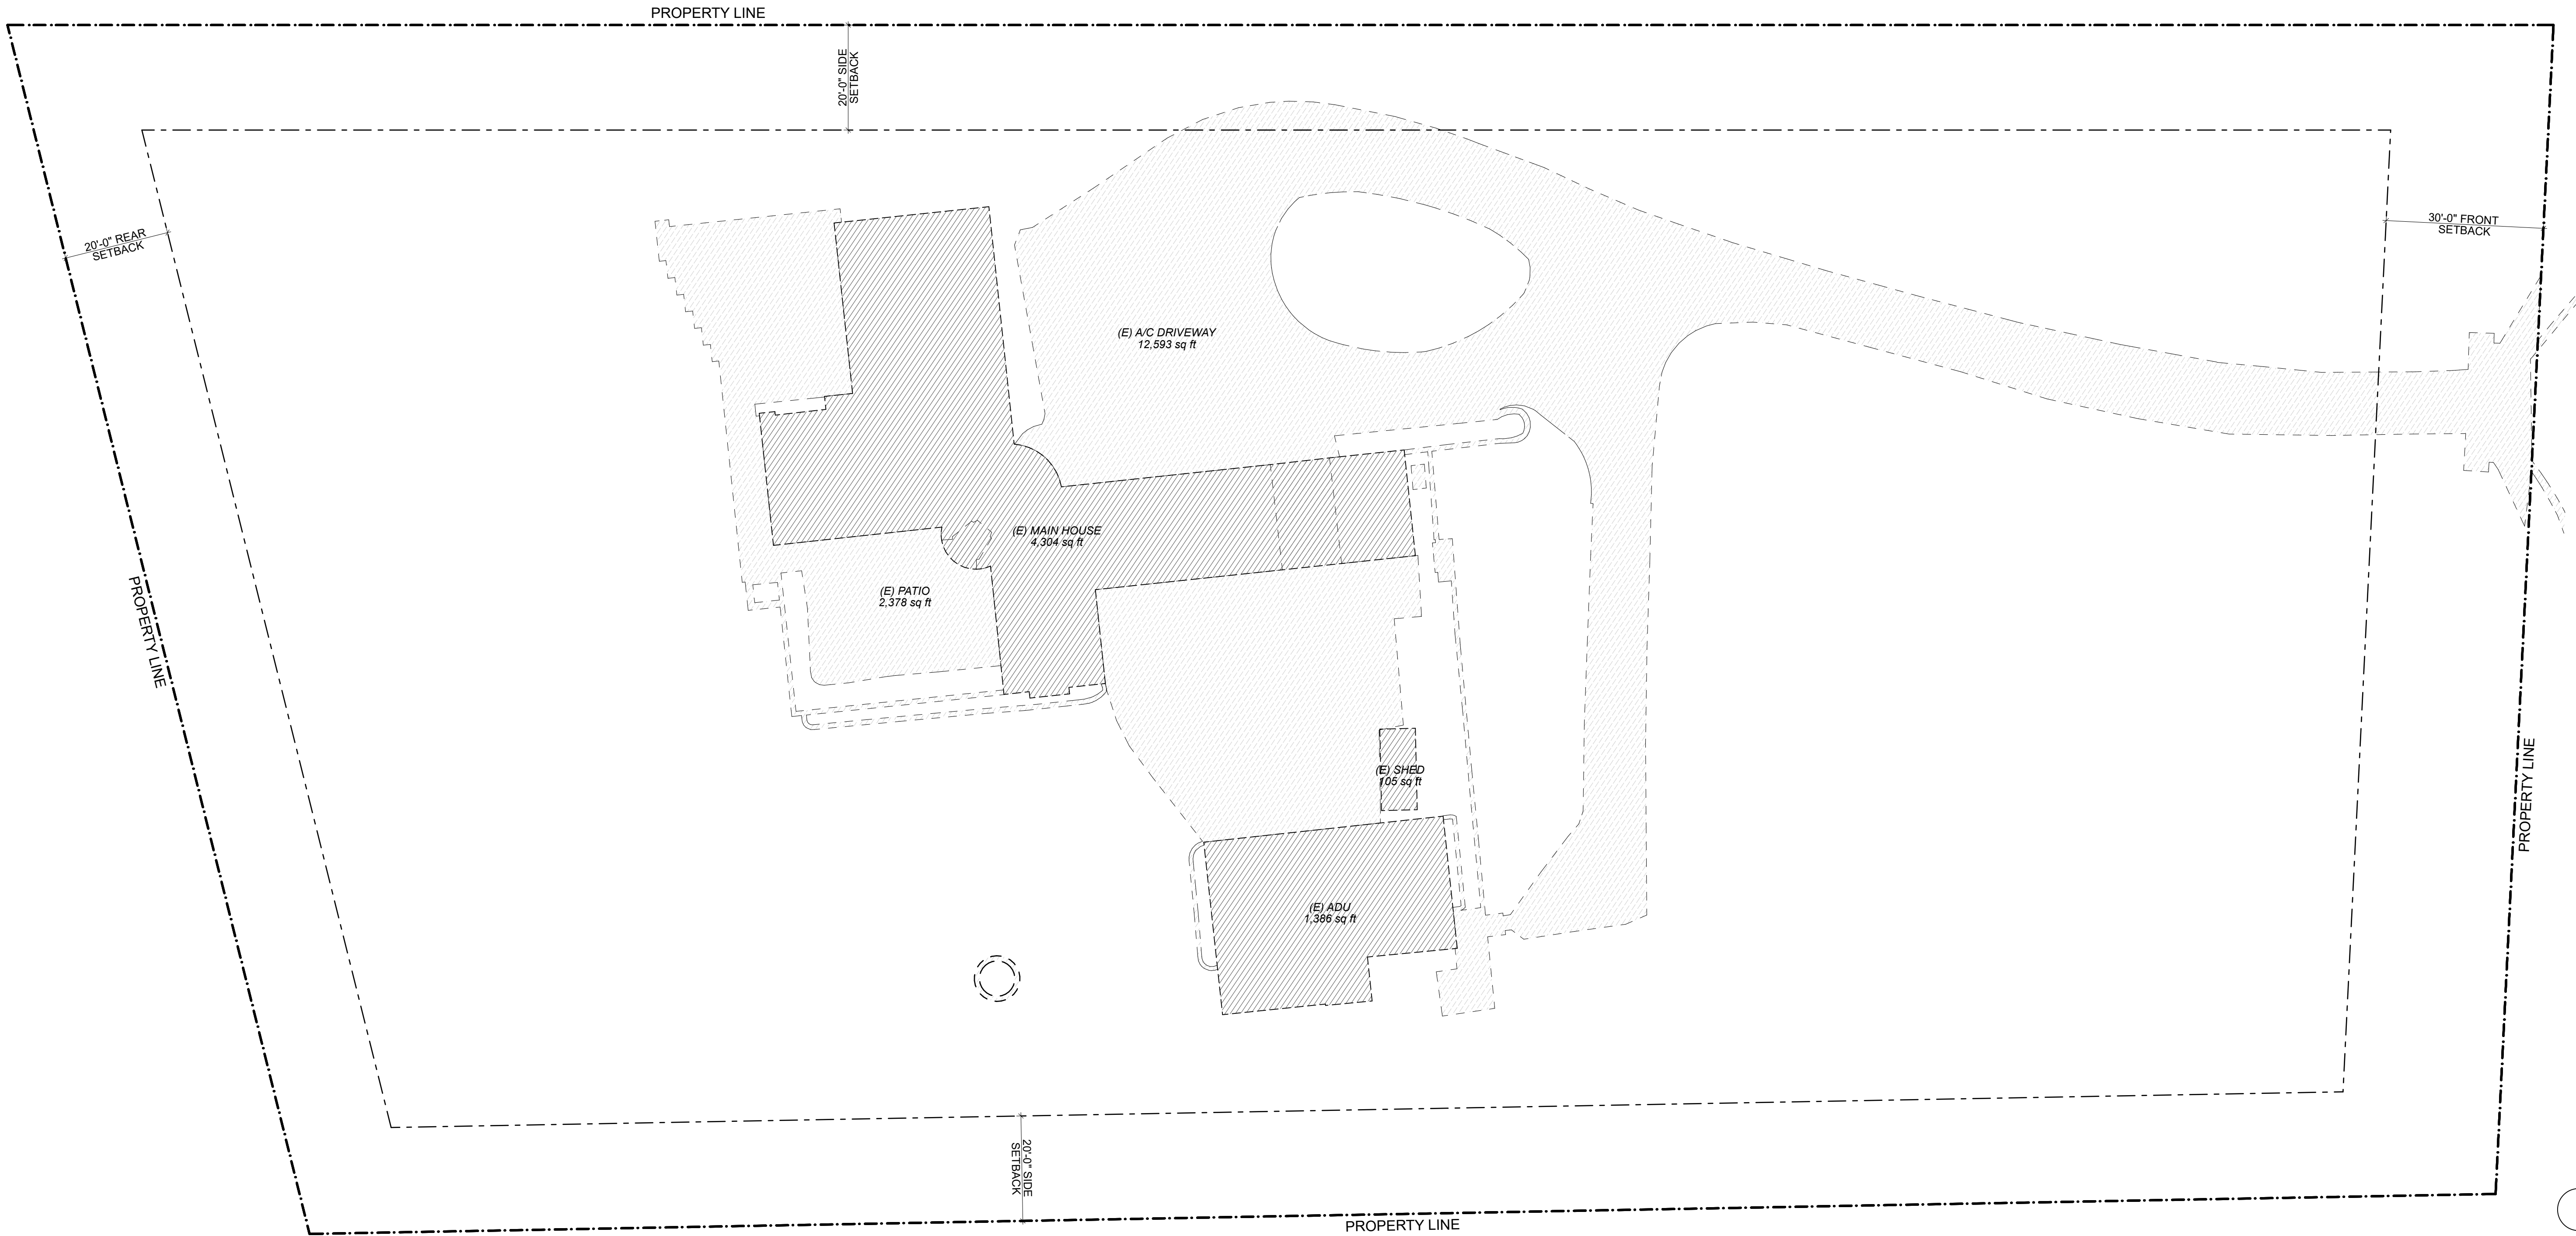 PROPERTY LINE
20'-0" SIDE
SETBACK
20'-0" REAR
SETBACK
30'-0" FRONT
SETBACK
(E) A/C DRIVEWAY
12,593 sq ft
(E) MAIN HOUSE
4,304 sq ft
(E) PATIO
2,378 sq ft
PROPERTY LINE
(E) SHED
105 sq ft
PROPERTY LINE
(E) ADU
1,386 sq ft
20'-0" SIDE
SETBACK
PROPERTY LINE